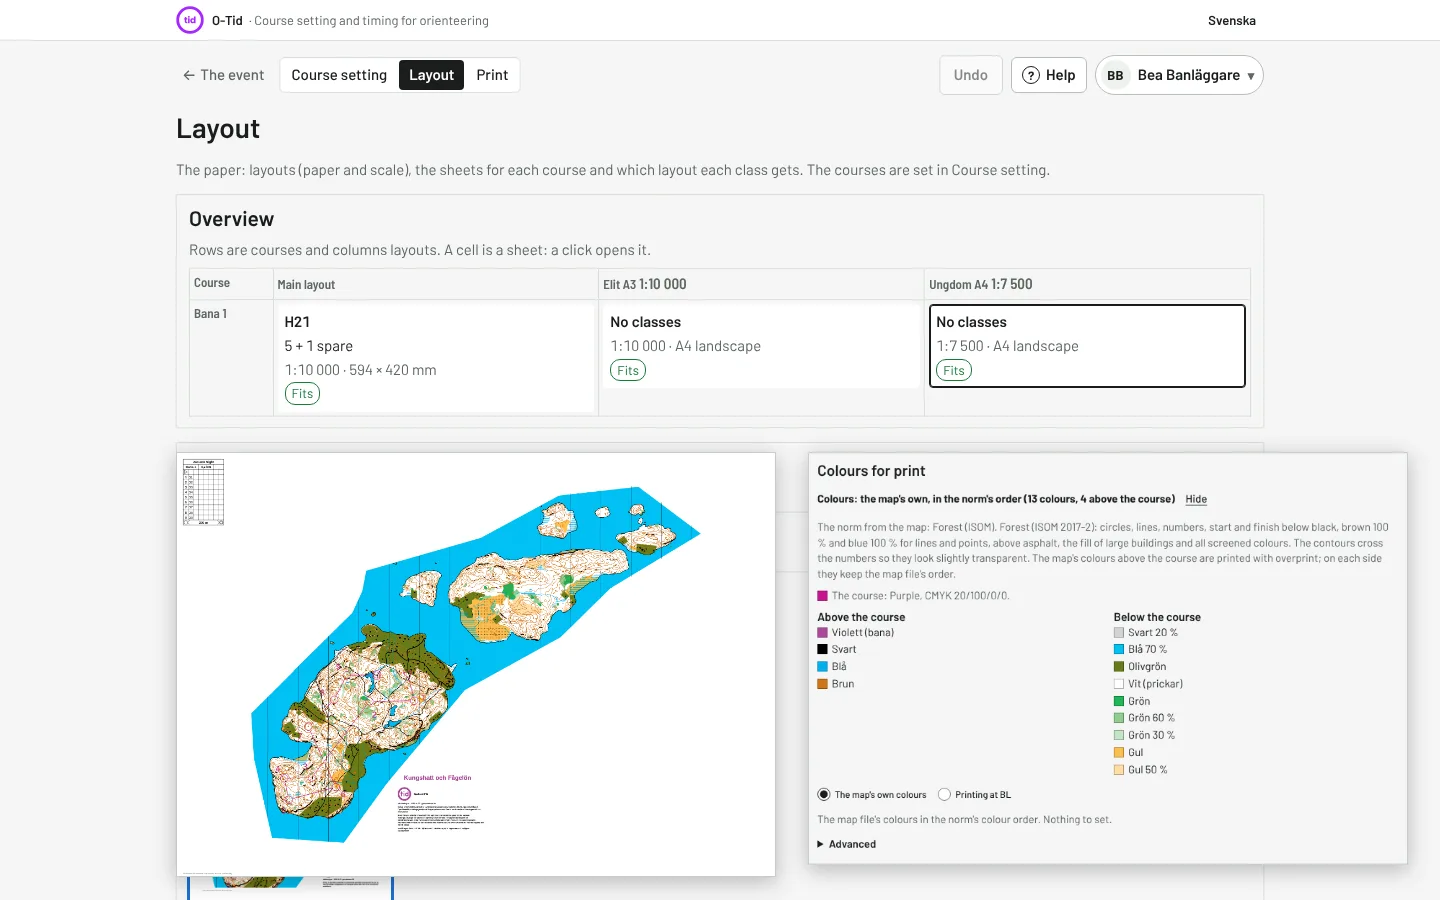 tid O-Tid · Course setting and timing for orienteering
Svenska
← The event
Course setting
Layout
Print
Undo
? Help
BB Bea Banläggare ▾
Layout
The paper: layouts (paper and scale), the sheets for each course and which layout each class gets. The courses are set in Course setting.
Overview
Rows are courses and columns layouts. A cell is a sheet: a click opens it.
Course
Main layout
Elit A3 1:10 000
Ungdom A4 1:7 500
Bana 1
H21
5 + 1 spare
1:10 000 · 594 × 420 mm
Fits
No classes
1:10 000 · A4 landscape
Fits
No classes
1:7 500 · A4 landscape
Fits
Kungshatt och Fågelön
tid
Colours for print
Colours: the map's own, in the norm's order (13 colours, 4 above the course) Hide
The norm from the map: Forest (ISOM). Forest (ISOM 2017-2): circles, lines, numbers, start and finish below black, brown 100
% and blue 100 % for lines and points, above asphalt, the fill of large buildings and all screened colours. The contours cross
the numbers so they look slightly transparent. The map's colours above the course are printed with overprint; on each side
they keep the map file's order.
The course: Purple, CMYK 20/100/0/0.
Above the course
Violett (bana)
Svart
Blå
Brun
Below the course
Svart 20 %
Blå 70 %
Olivgrön
Vit (prickar)
Grön
Grön 60 %
Grön 30 %
Gul
Gul 50 %
The map's own colours
Printing at BL
The map file's colours in the norm's colour order. Nothing to set.
Advanced